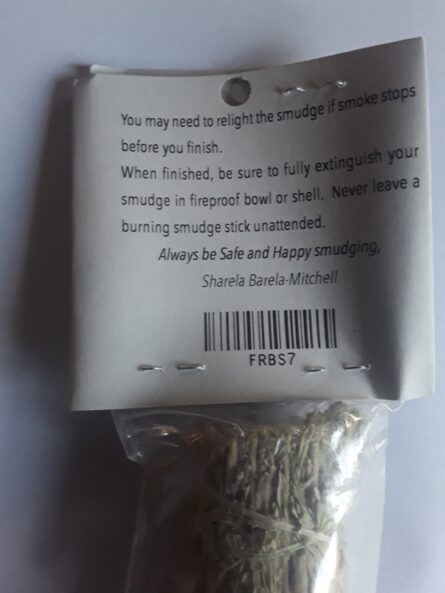 You may need to relight the smudge if smoke stops
before you finish.
When finished, be sure to fully extinguish your
smudge in fireproof bowl or shell. Never leave a
burning smudge stick unattended.
Always be Safe and Happy smudging,
Sharela Barela-Mitchell
FRBS7